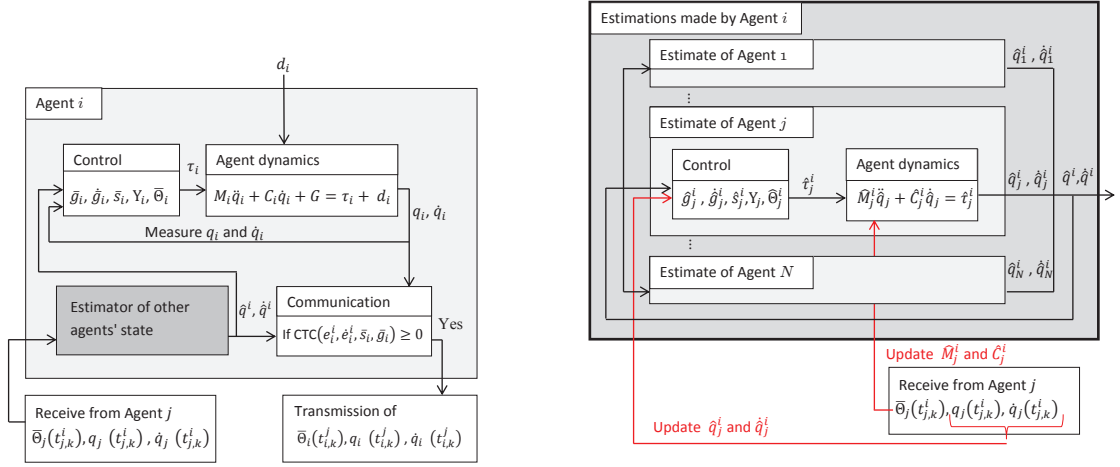 d_i
Agent i
Control
ḡ_i, ḡ̇_i, s̄_i, Y_i, Θ̄_i
τ_i
Agent dynamics
M_i q̈_i + C_i q̇_i + G = τ_i + d_i
q_i, q̇_i
Measure q_i and q̇_i
Estimator of other
agents' state
q̂^i, q̂̇^i
Communication
If CTC(e_i^i, ė_i^i, s̄_i, ḡ_i) ≥ 0
Yes
Receive from Agent j
Θ̄_j(t_{j,k}^i), q_j (t_{j,k}^i) , q̇_j (t_{j,k}^i)
Transmission of
Θ̄_i(t_{i,k}^j), q_i (t_{i,k}^j) , q̇_i (t_{i,k}^j)
Estimations made by Agent i
Estimate of Agent 1
q̂_1^i , q̂̇_1^i
...
Estimate of Agent j
Control
ĝ_j^i , ĝ̇_j^i, ŝ_j^i, Y_j, Θ̂_j^i
τ̂_j^i
Agent dynamics
M̂_j^i q̂̈_j^i + Ĉ_j^i q̂̇_j^i = τ̂_j^i
q̂_j^i , q̂̇_j^i
q̂^i, q̂̇^i
...
Estimate of Agent N
q̂_N^i , q̂̇_N^i
Update M̂_j^i and Ĉ_j^i
Receive from Agent j
Θ̄_j(t_{j,k}^i), q_j(t_{j,k}^i), q̇_j(t_{j,k}^i)
Update q̂_j^i and q̂̇_j^i